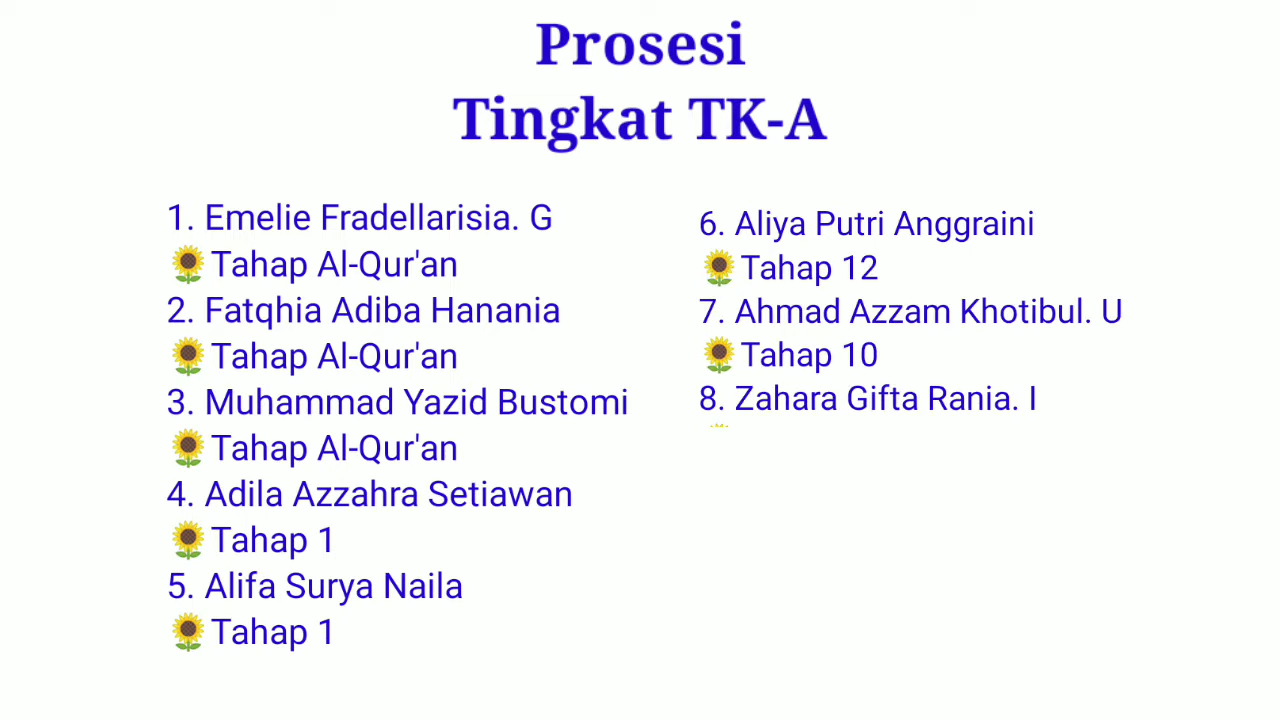 Prosesi
Tingkat TK-A
1. Emelie Fradellarisia. G
🌻Tahap Al-Qur'an
2. Fatqhia Adiba Hanania
🌻Tahap Al-Qur'an
3. Muhammad Yazid Bustomi
🌻Tahap Al-Qur'an
4. Adila Azzahra Setiawan
🌻Tahap 1
5. Alifa Surya Naila
🌻Tahap 1
6. Aliya Putri Anggraini
🌻Tahap 12
7. Ahmad Azzam Khotibul. U
🌻Tahap 10
8. Zahara Gifta Rania. I